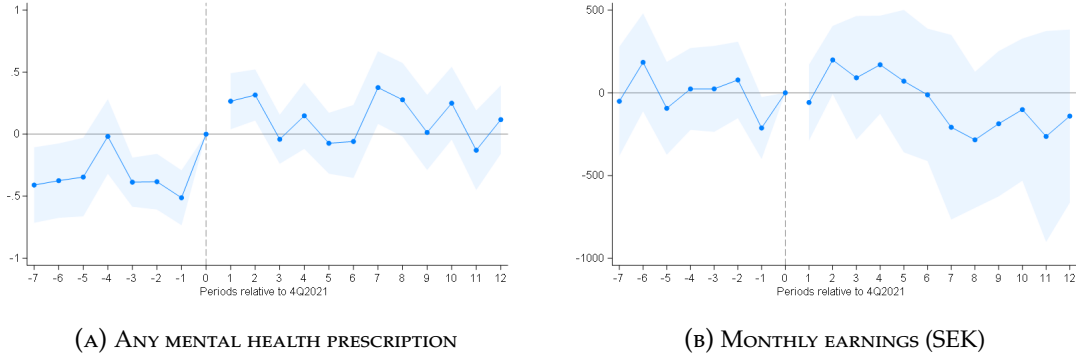 1
.5
0
-.5
-1
-7 -6 -5 -4 -3 -2 -1 0 1 2 3 4 5 6 7 8 9 10 11 12
Periods relative to 4Q2021
(A) Any mental health prescription
500
0
-500
-1000
-7 -6 -5 -4 -3 -2 -1 0 1 2 3 4 5 6 7 8 9 10 11 12
Periods relative to 4Q2021
(B) Monthly earnings (SEK)